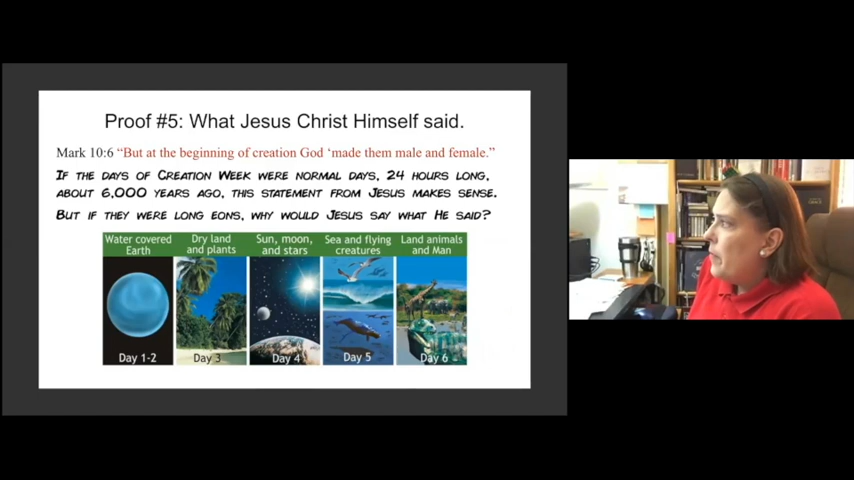 Proof #5: What Jesus Christ Himself said.
Mark 10:6 “But at the beginning of creation God ‘made them male and female.”
IF THE DAYS OF CREATION WEEK WERE NORMAL DAYS, 24 HOURS LONG,
ABOUT 6,000 YEARS AGO, THIS STATEMENT FROM JESUS MAKES SENSE.
BUT IF THEY WERE LONG EONS, WHY WOULD JESUS SAY WHAT HE SAID?
Water covered
Earth
Day 1-2
Dry land
and plants
Day 3
Sun, moon,
and stars
Day 4
Sea and flying
creatures
Day 5
Land animals
and Man
Day 6